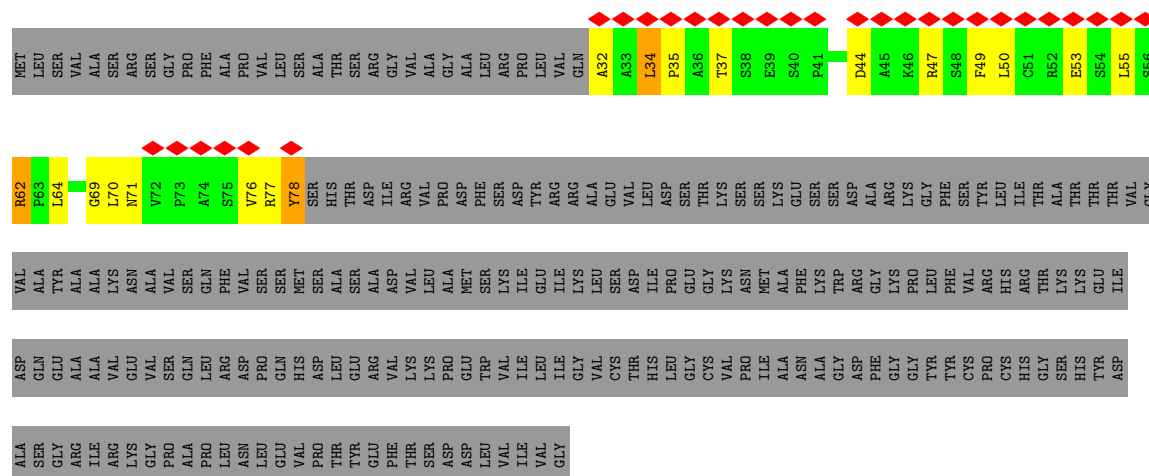 MET LEU SER VAL ALA SER ARG SER GLY PRO PHE ALA PRO VAL LEU SER ALA THR SER ARG GLY VAL ALA GLY ALA LEU ARG PRO LEU VAL GLN A32 A33 L34 P35 A36 T37 S38 E39 S40 P41 D44 A45 K46 R47 S48 F49 L50 C51 R52 E53 S54 L55 S56
R62 P63 L64 G69 L70 N71 V72 P73 A74 S75 V76 R77 Y78 SER HIS THR ASP ILE ARG VAL PRO ASP PHE SER ASP TYR ARG ARG ALA GLU VAL LEU ASP SER THR LYS SER SER LYS GLU SER SER ASP ALA ARG LYS GLY PHE SER TYR LEU ILE THR ALA THR THR THR VAL GLY
VAL ALA TYR ALA ALA LYS ASN ALA VAL SER GLN PHE VAL SER SER MET SER ALA SER ALA ASP VAL LEU ALA MET SER LYS ILE GLU ILE LYS LEU SER ASP ILE PRO GLU GLY LYS ASN MET ALA PHE LYS TRP ARG GLY LYS PRO LEU PHE VAL ARG HIS ARG THR LYS LYS GLU ILE
ASP GLN GLU ALA ALA VAL GLU VAL SER GLN LEU ARG ASP PRO GLN HIS ASP LEU GLU ARG VAL LYS LYS PRO GLU TRP VAL ILE LEU ILE GLY VAL CYS THR HIS LEU GLY CYS VAL PRO ILE ALA ASN ALA GLY ASP PHE GLY GLY TYR TYR CYS PRO CYS HIS GLY SER HIS TYR ASP
ALA SER GLY ARG ILE ARG LYS GLY PRO ALA PRO LEU ASN LEU GLU VAL PRO THR TYR GLU PHE THR SER ASP ASP LEU VAL ILE VAL GLY